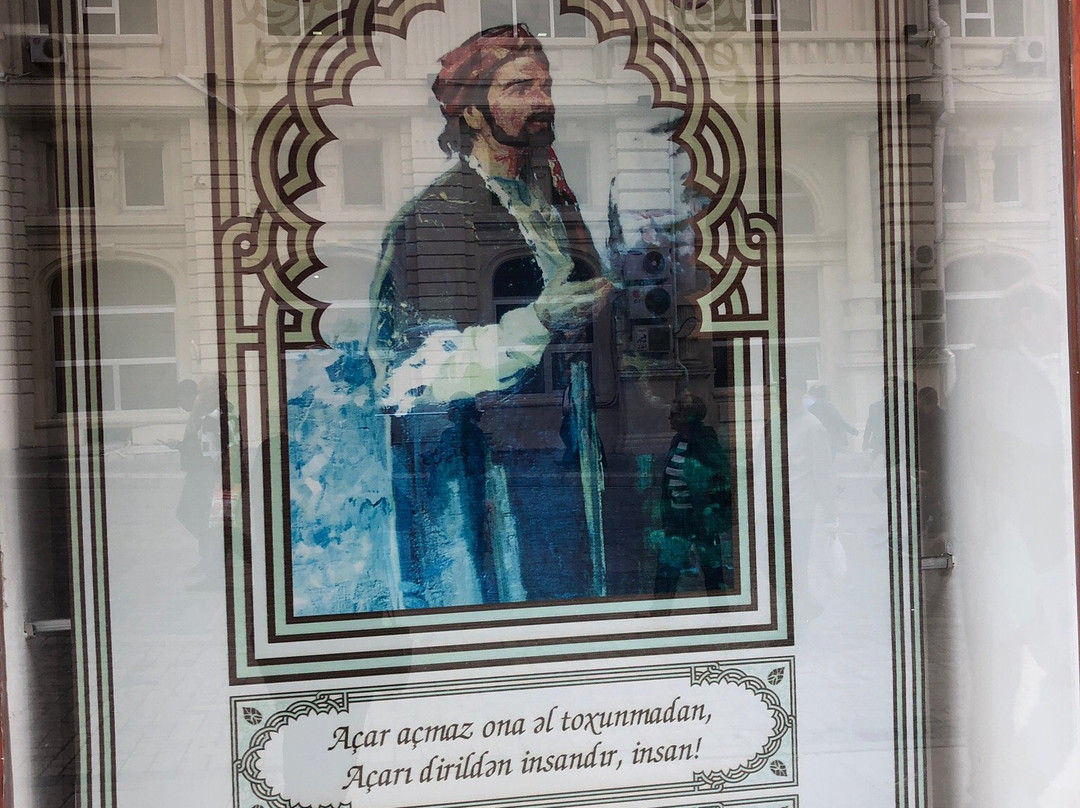 Açar açmaz ona əl toxunmadan,
Açarı dirildən insandır, insan!